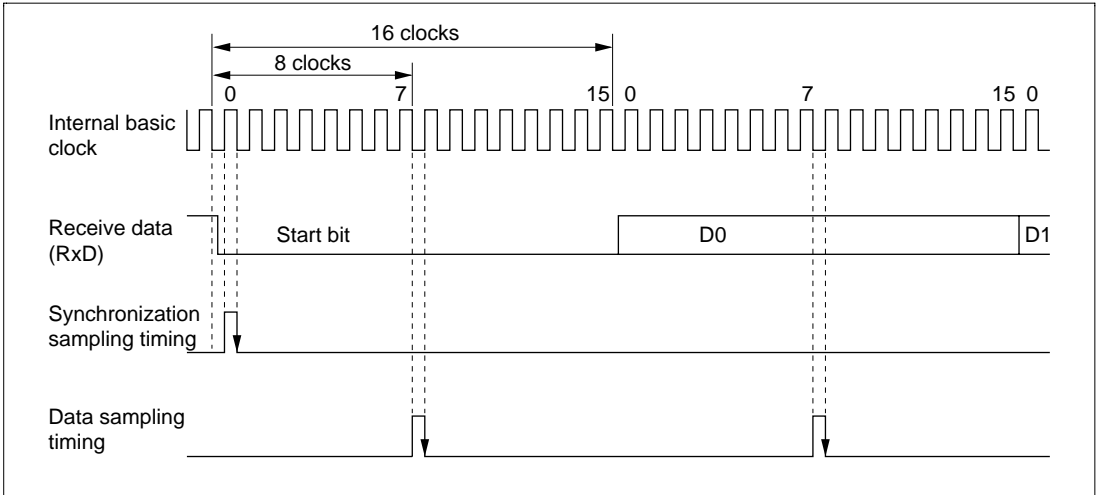 16 clocks
8 clocks
0 7 15 0 7 15 0
Internal basic
clock
Receive data
(RxD)
Start bit D0 D1
Synchronization
sampling timing
Data sampling
timing